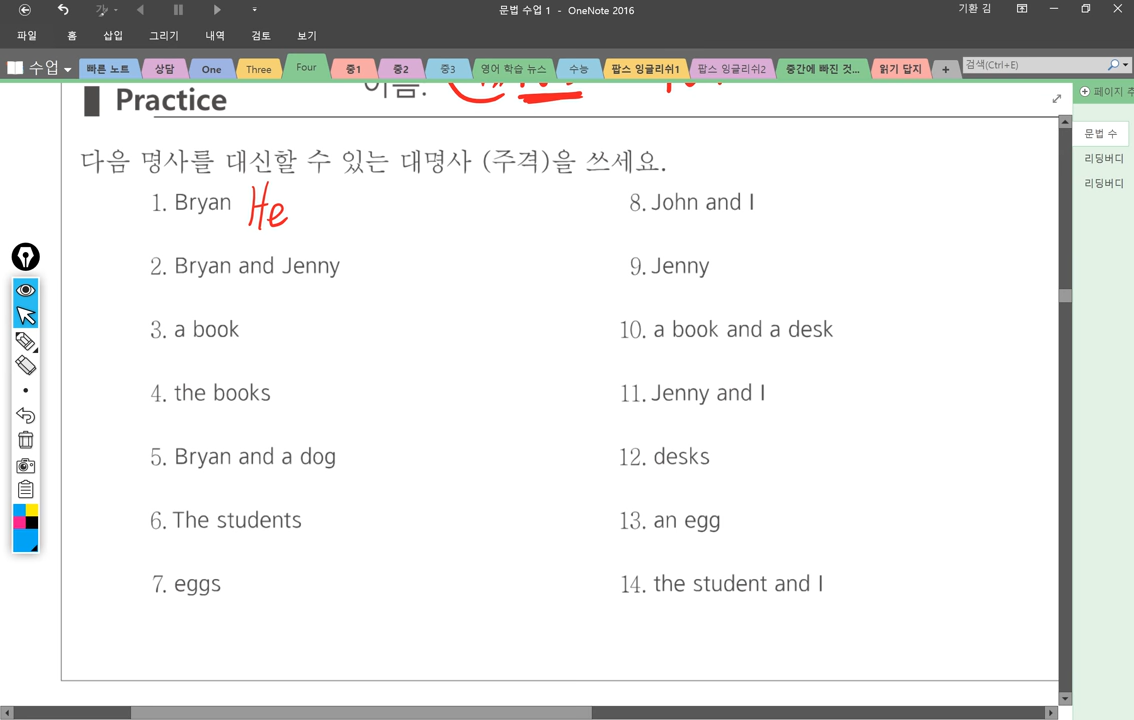 문법 수업 1 - OneNote 2016
기환 김
파일 홈 삽입 그리기 내역 검토 보기
수업 빠른 노트 상담 One Three Four 중1 중2 중3 영어 학습 뉴스 수능 팝스 잉글리쉬1 팝스 잉글리쉬2 중간에 빠진 것... 읽기 답지 + 검색(Ctrl+E)
이름:
페이지 추
문법 수
리딩버디
리딩버디
Practice
다음 명사를 대신할 수 있는 대명사 (주격)을 쓰세요.
1. Bryan He
2. Bryan and Jenny
3. a book
4. the books
5. Bryan and a dog
6. The students
7. eggs
8. John and I
9. Jenny
10. a book and a desk
11. Jenny and I
12. desks
13. an egg
14. the student and I